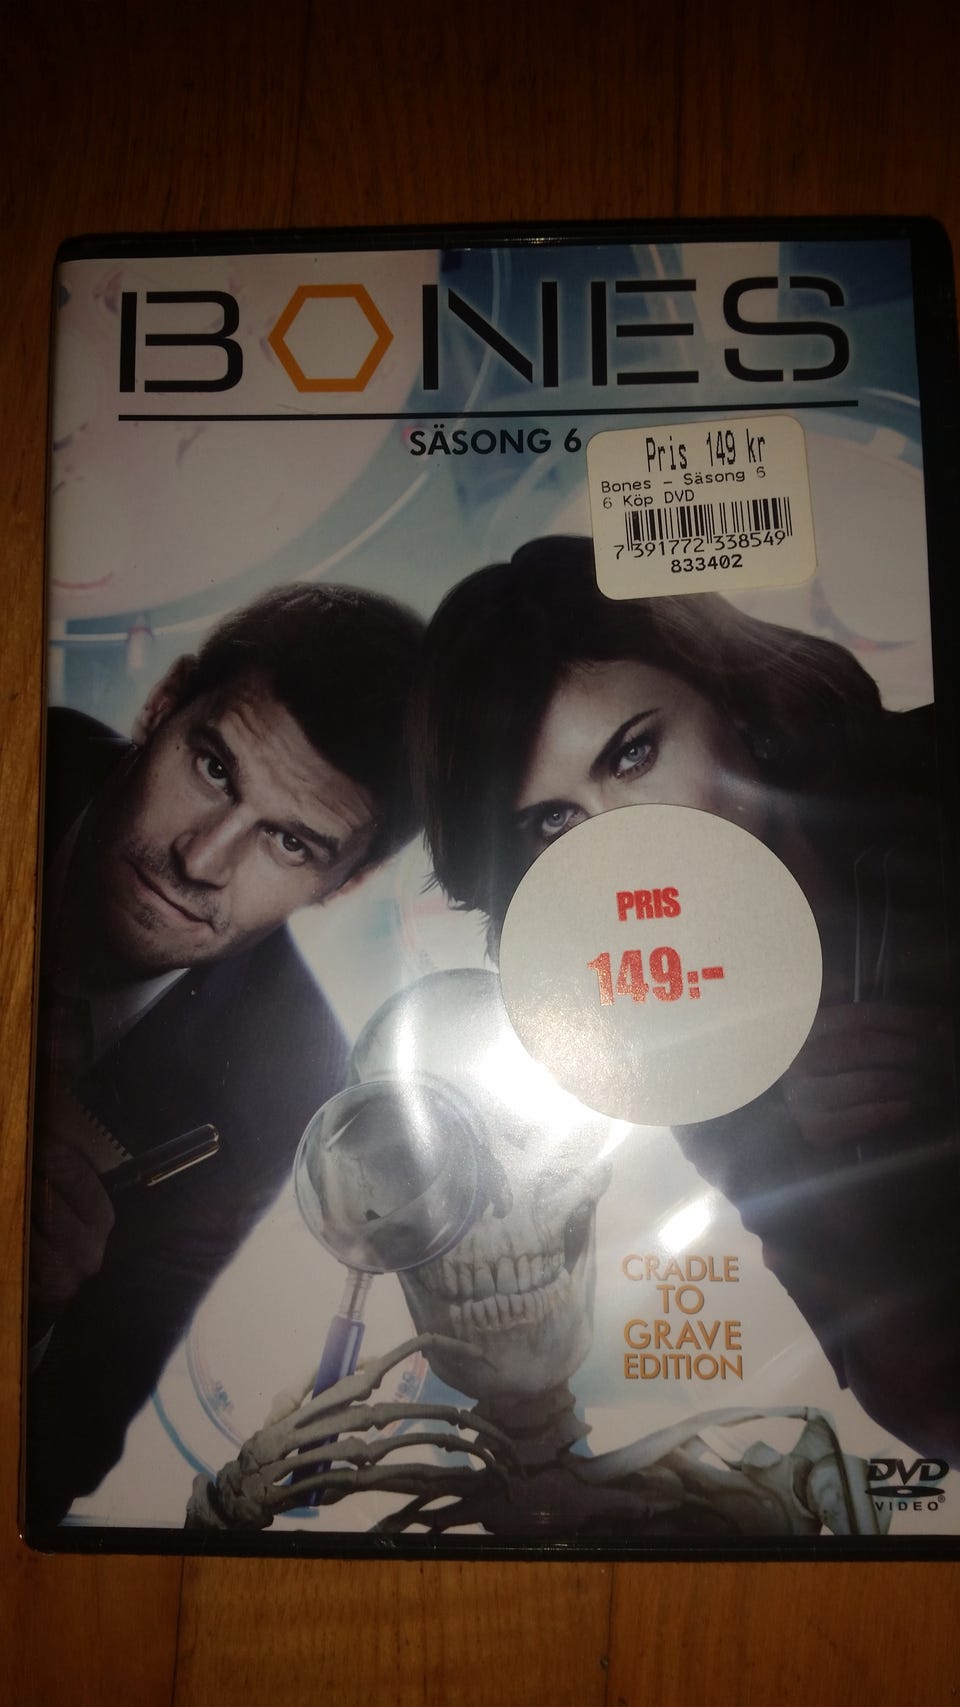 BONES
SÄSONG 6
Pris 149 kr
Bones - Säsong 6
6 Köp DVD
7 391772 338549
833402
PRIS
149:-
CRADLE
TO
GRAVE
EDITION
DVD
VIDEO®